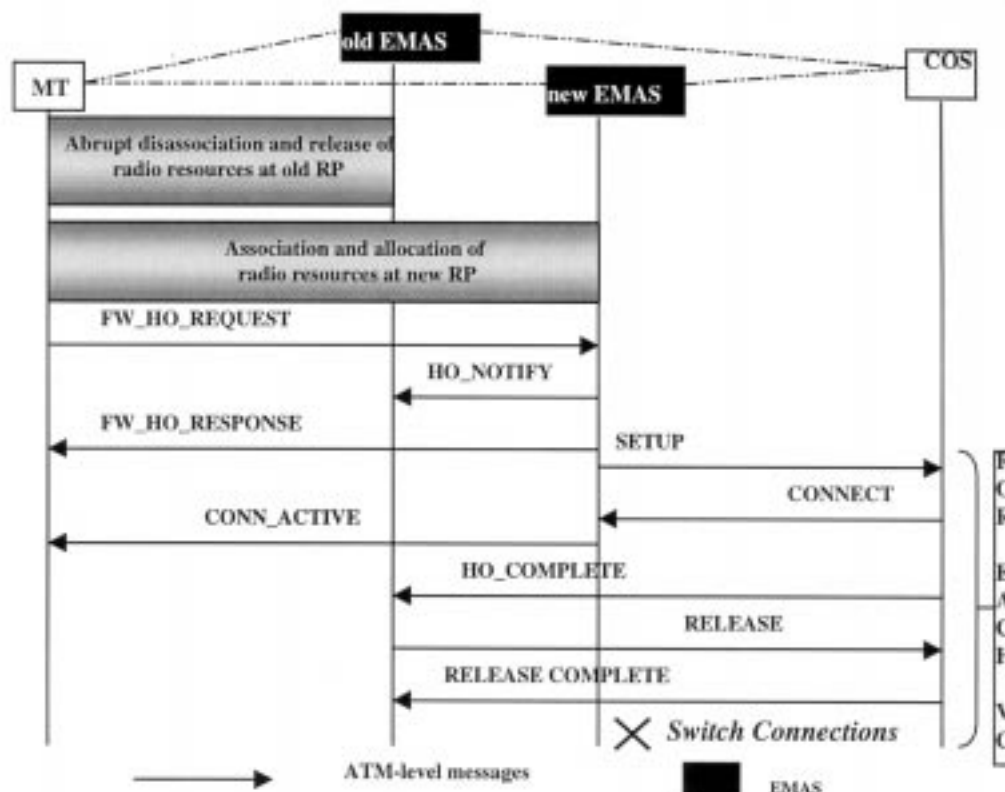 old EMAS
MT
new EMAS
COS
Abrupt disassociation and release of
radio resources at old RP
Association and allocation of
radio resources at new RP
FW_HO_REQUEST
HO_NOTIFY
FW_HO_RESPONSE
SETUP
CONNECT
CONN_ACTIVE
HO_COMPLETE
RELEASE
RELEASE COMPLETE
Switch Connections
ATM-level messages
EMAS